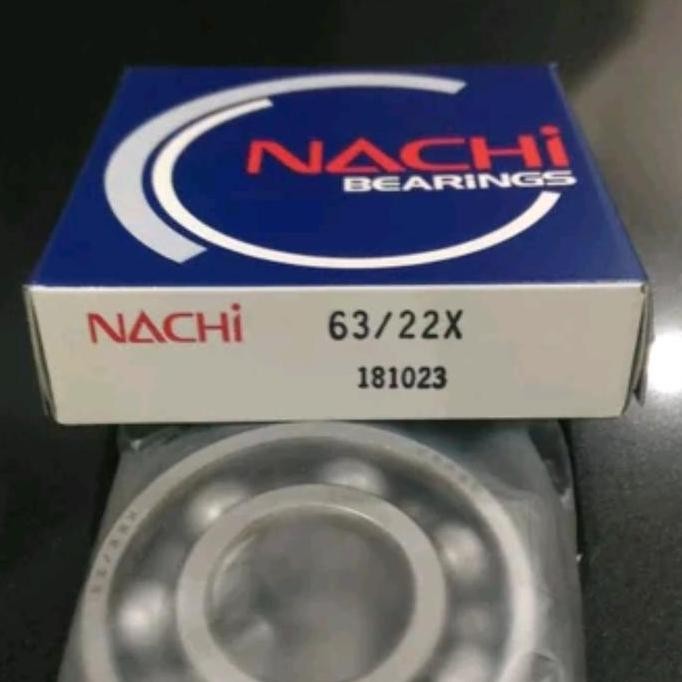 NACHi
BEARiNGS
NACHi 63/22X
181023